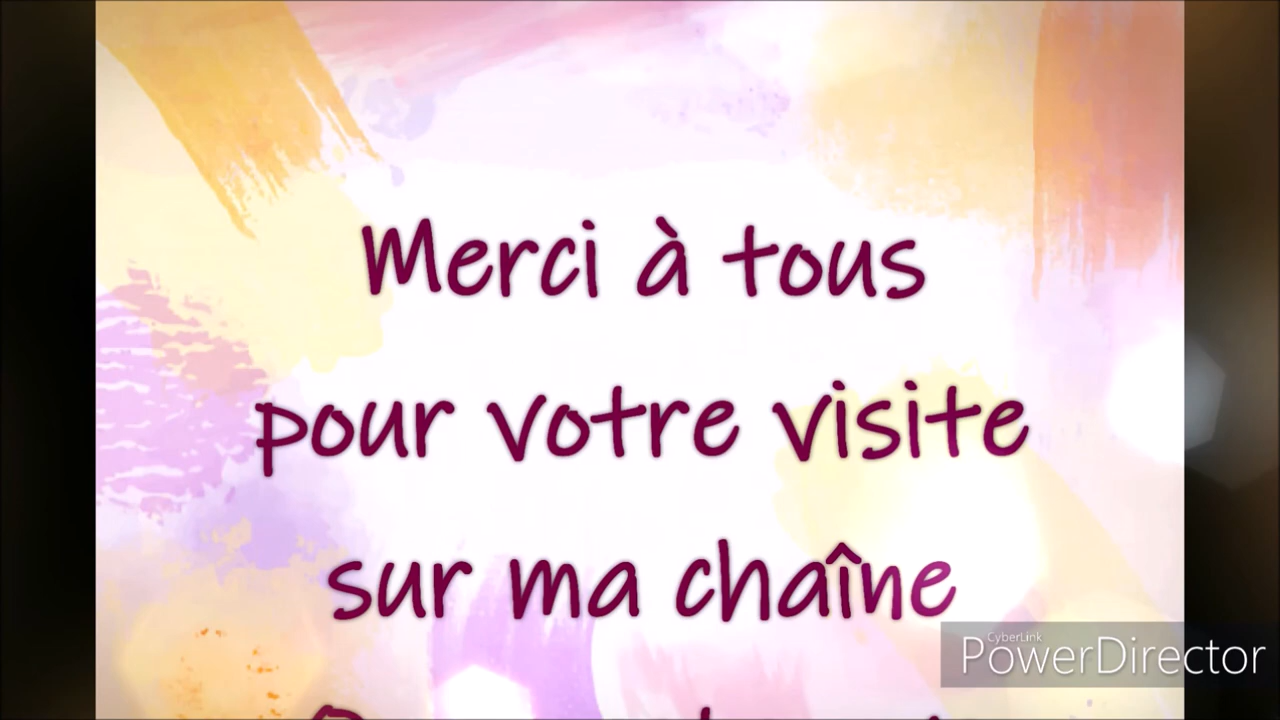 Merci à tous
pour votre visite
sur ma chaîne
CyberLink
PowerDirector